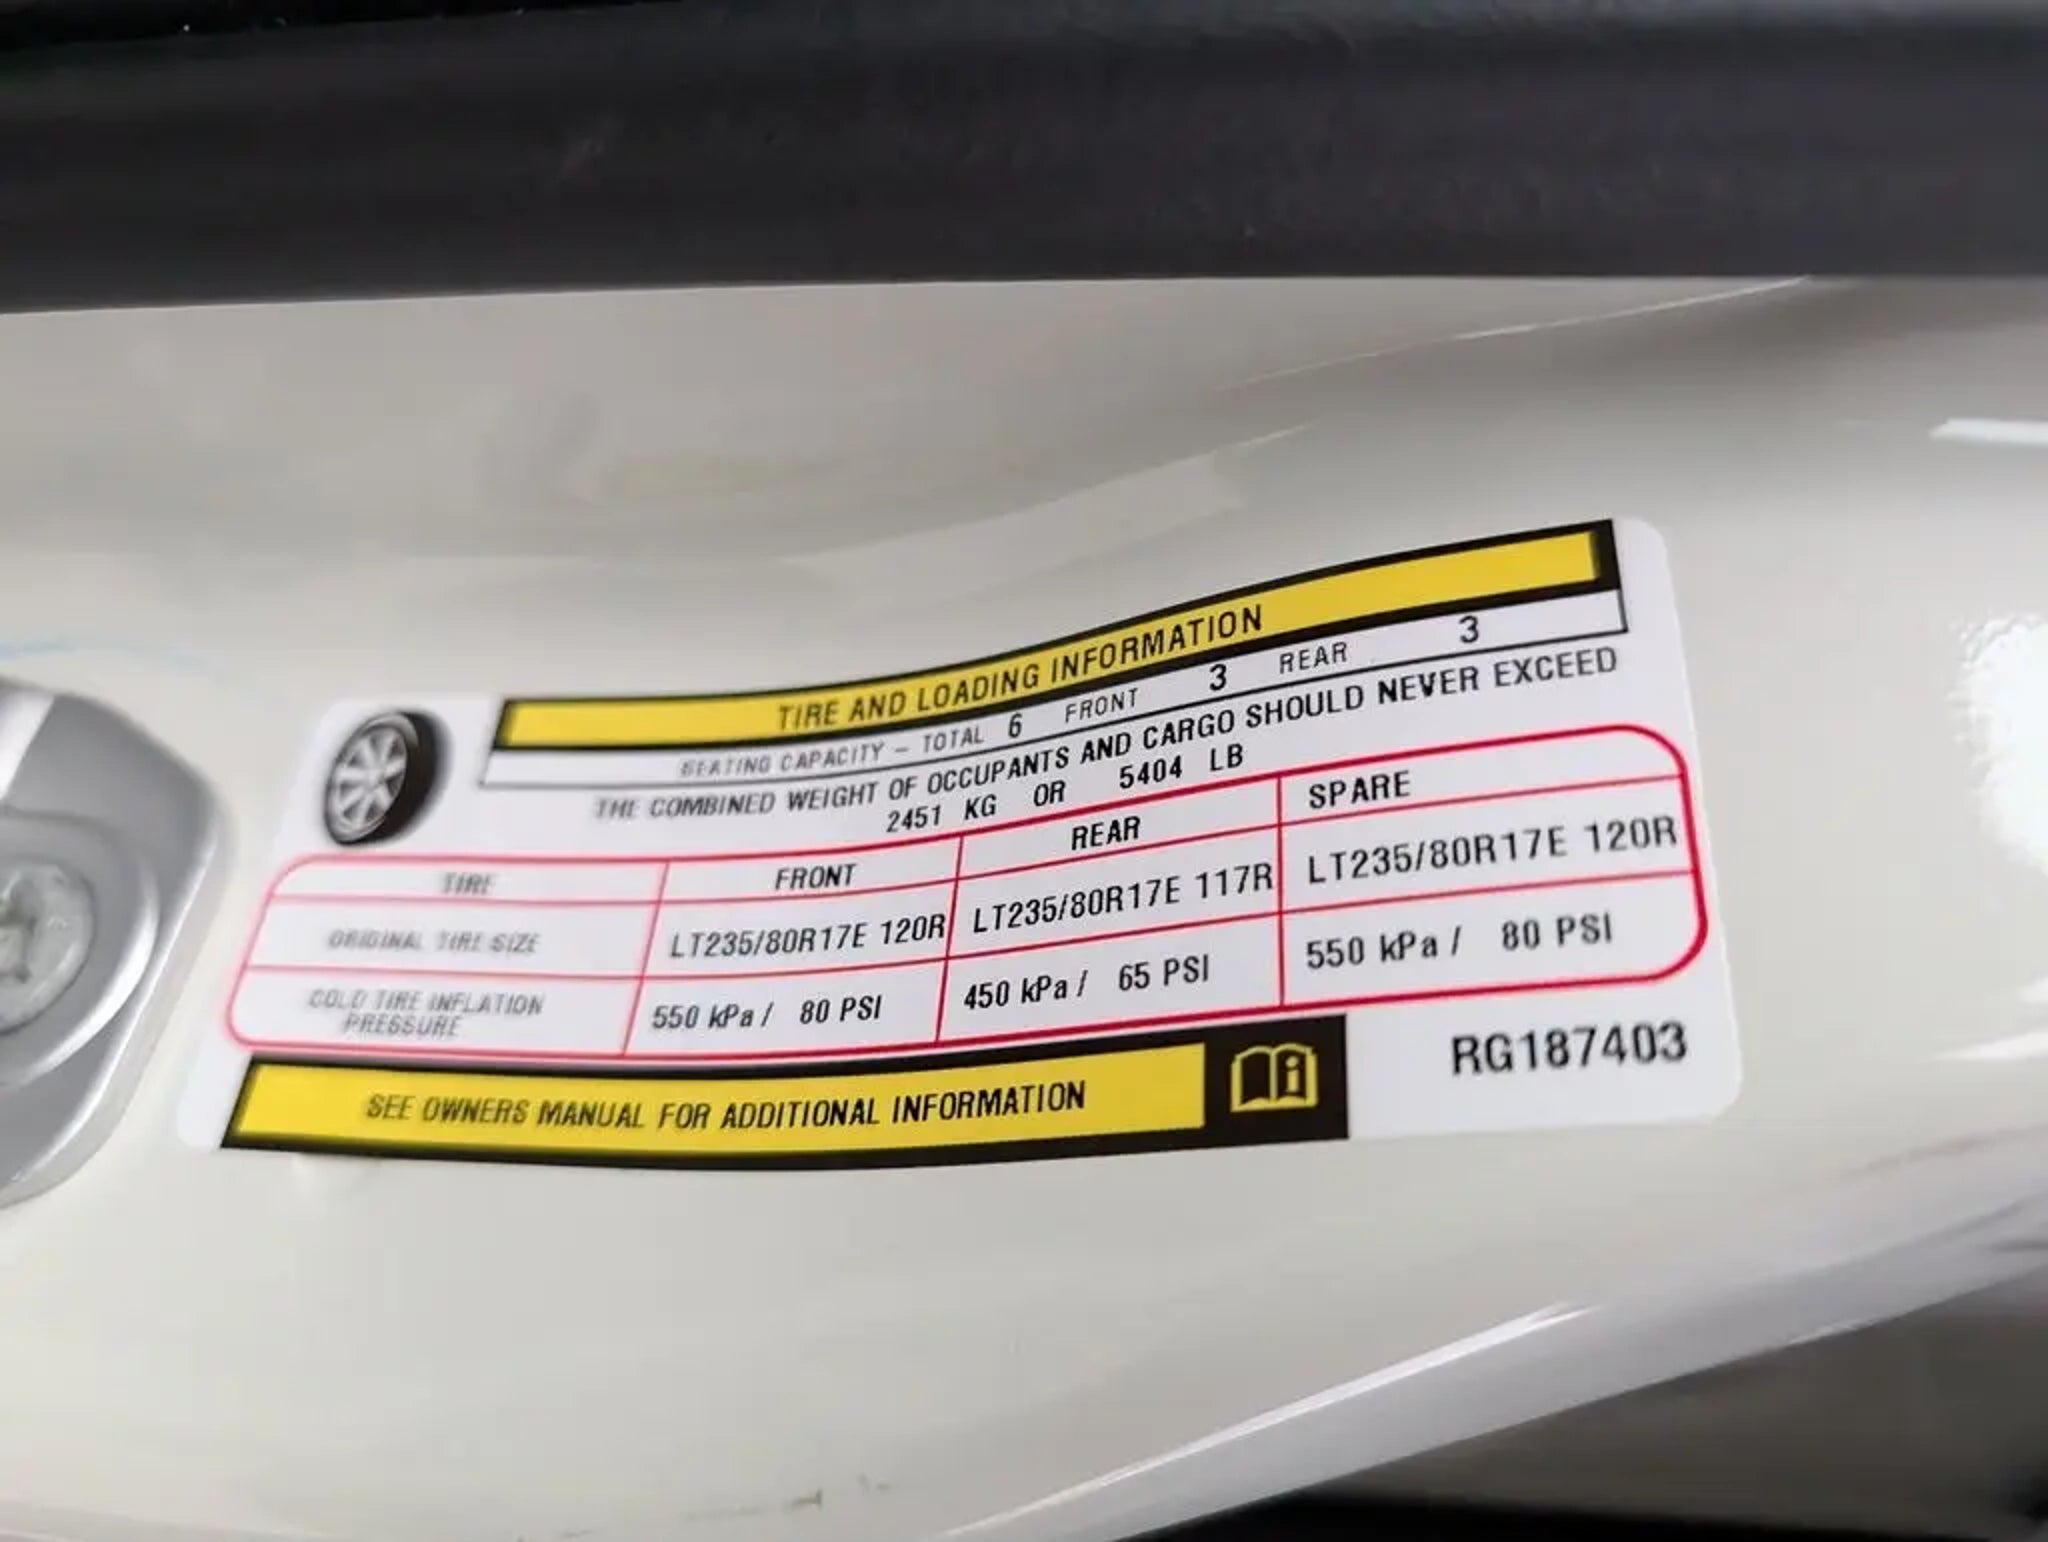 TIRE AND LOADING INFORMATION
SEATING CAPACITY – TOTAL 6 FRONT 3 REAR 3
THE COMBINED WEIGHT OF OCCUPANTS AND CARGO SHOULD NEVER EXCEED
2451 KG OR 5404 LB
TIRE FRONT REAR SPARE
ORIGINAL TIRE SIZE LT235/80R17E 120R LT235/80R17E 117R LT235/80R17E 120R
COLD TIRE INFLATION
PRESSURE 550 kPa / 80 PSI 450 kPa / 65 PSI 550 kPa / 80 PSI
SEE OWNERS MANUAL FOR ADDITIONAL INFORMATION
RG187403